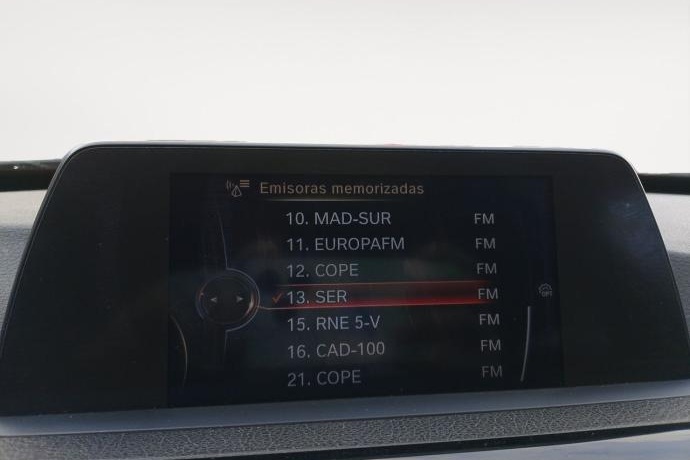 Emisoras memorizadas
10. MAD-SUR FM
11. EUROPAFM FM
12. COPE FM
✓ 13. SER FM
15. RNE 5-V FM
16. CAD-100 FM
21. COPE FM